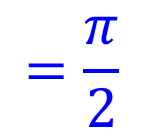 = π/2